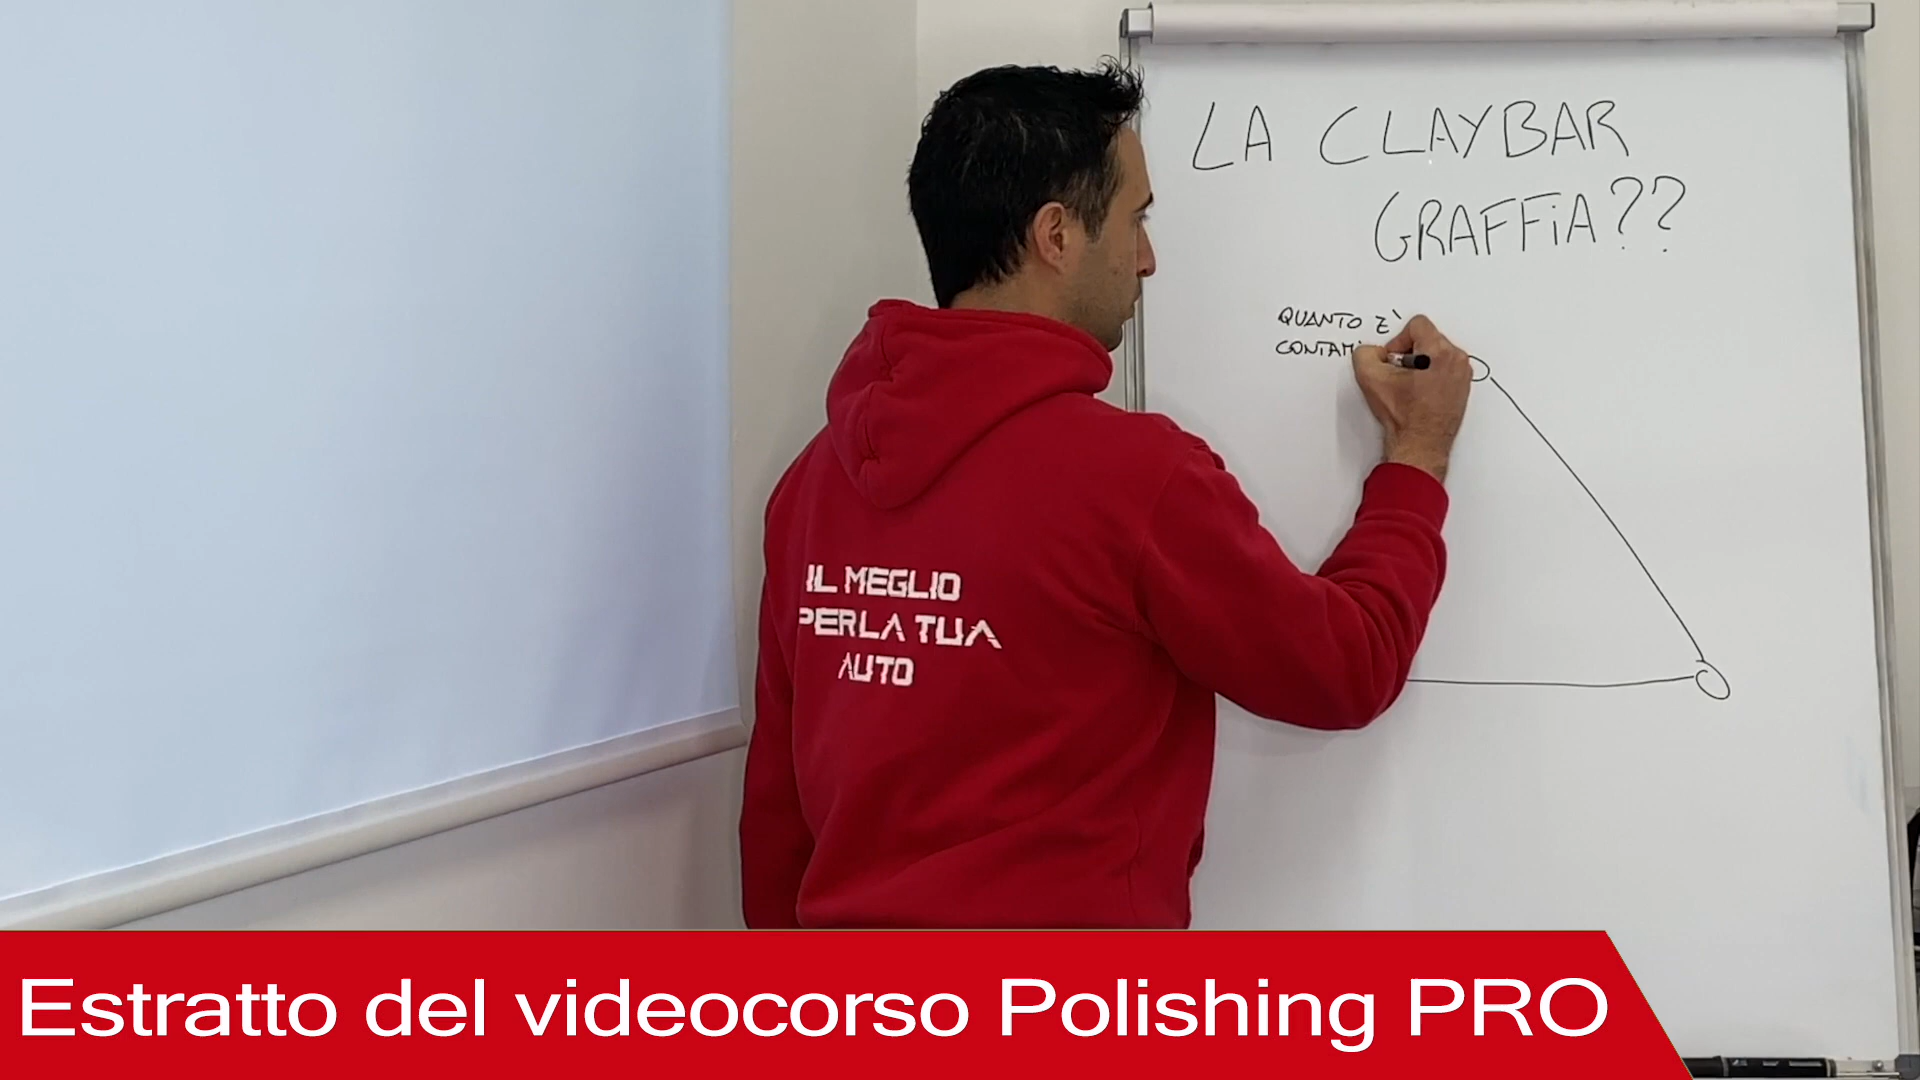 LA CLAYBAR
GRAFFiA??
QUANTO E'
IL MEGLIO
PER LA TUA
AUTO
Estratto del videocorso Polishing PRO